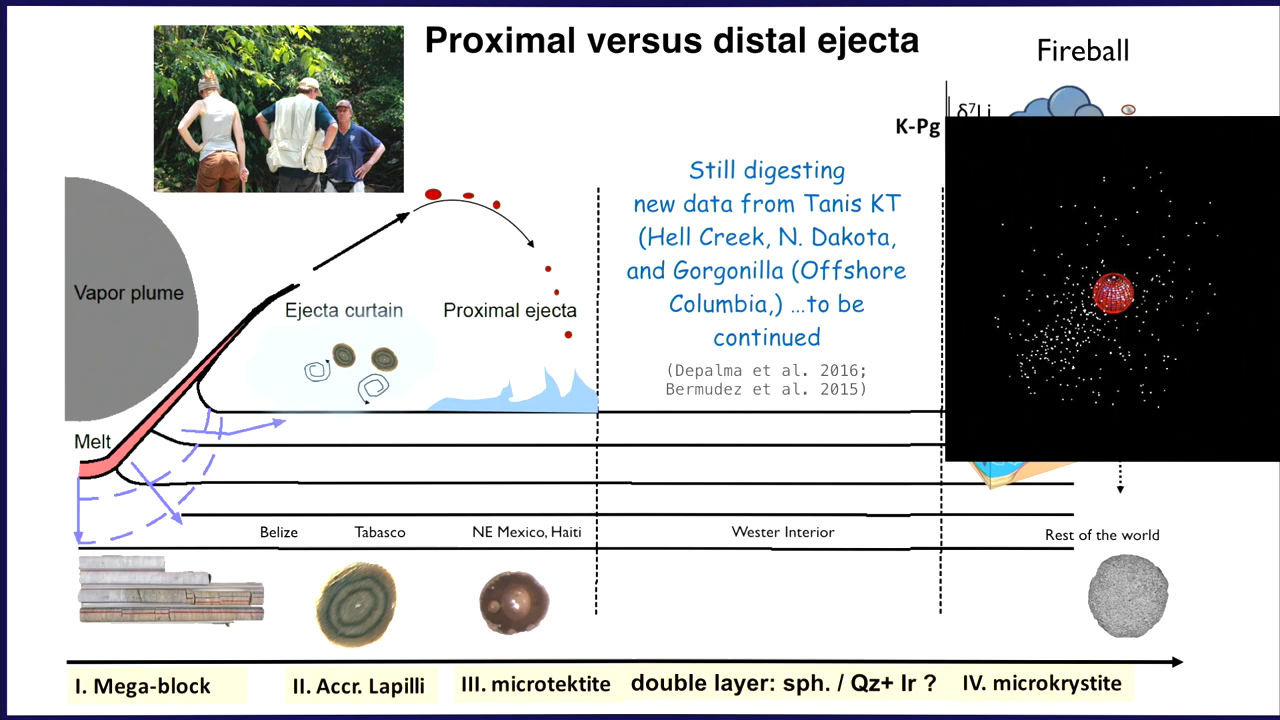 Proximal versus distal ejecta
Fireball
δ⁷Li
K-Pg
Still digesting
new data from Tanis KT
(Hell Creek, N. Dakota,
and Gorgonilla (Offshore
Columbia,) ...to be
continued
(Depalma et al. 2016;
Bermudez et al. 2015)
Vapor plume
Ejecta curtain
Proximal ejecta
Melt
Belize
Tabasco
NE Mexico, Haiti
Wester Interior
Rest of the world
I. Mega-block
II. Accr. Lapilli
III. microtektite
double layer: sph. / Qz+ Ir ?
IV. microkrystite